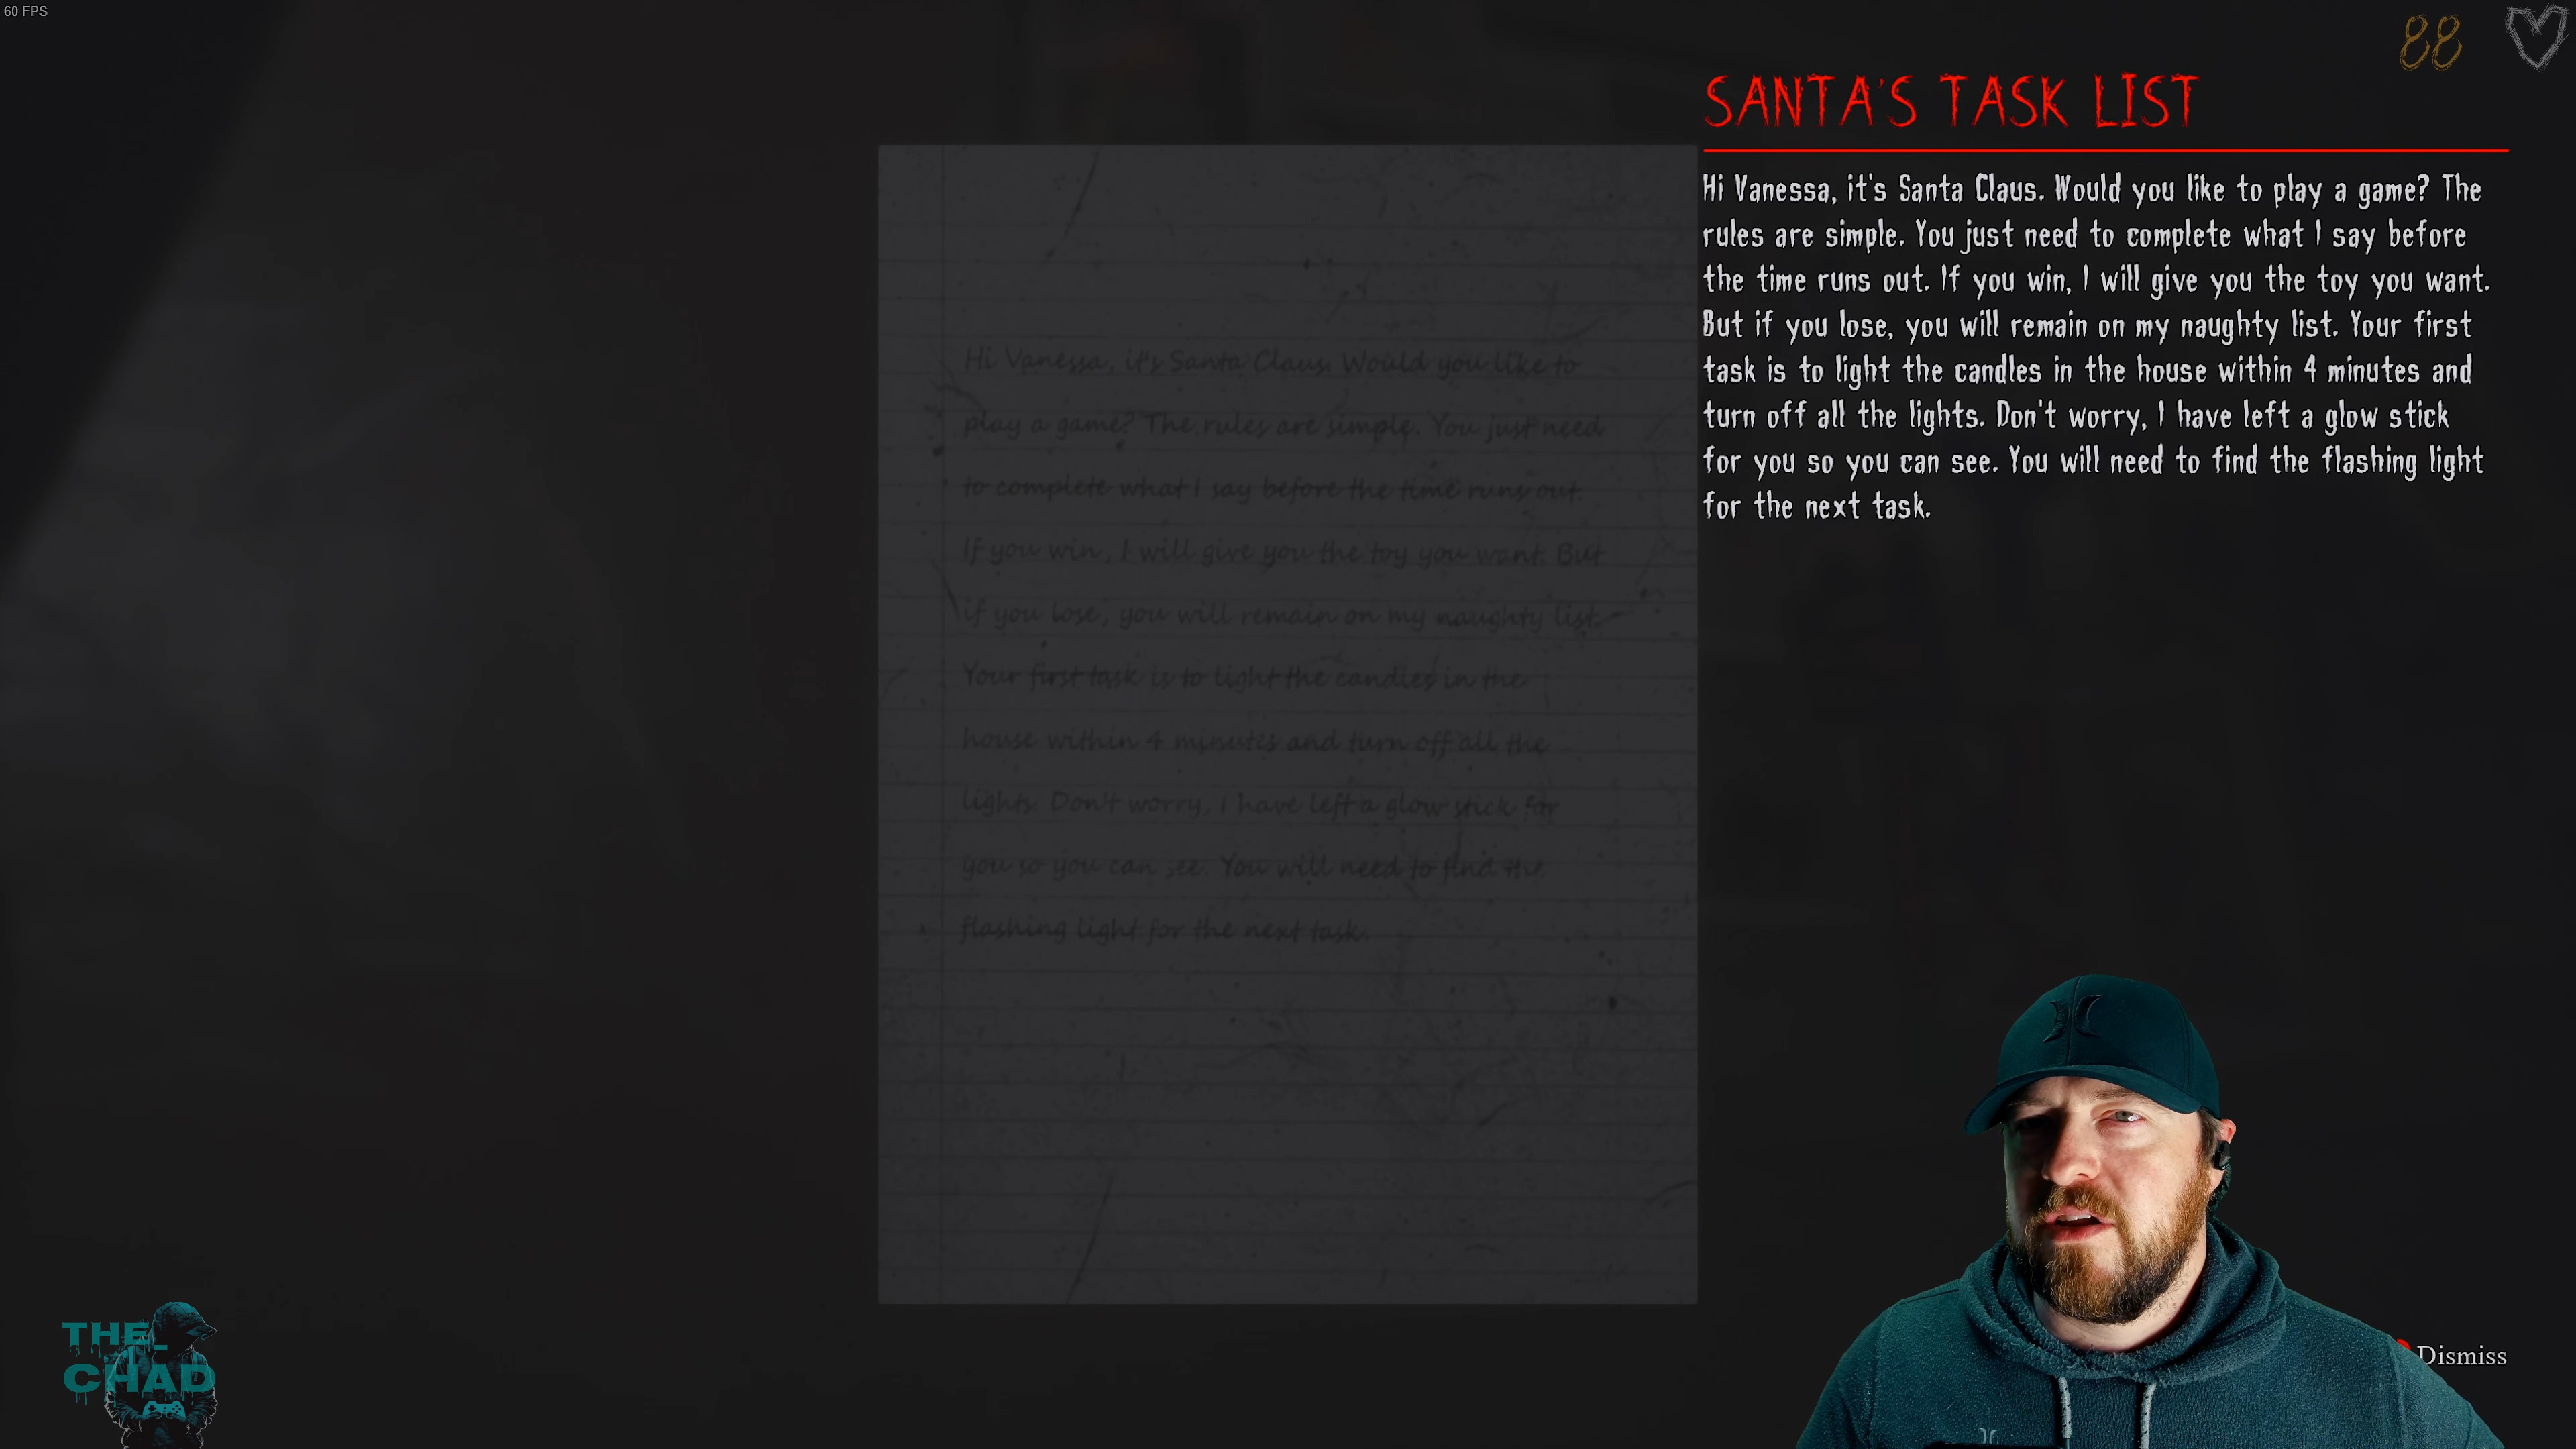 60 FPS
88
SANTA'S TASK LIST
Hi Vanessa, it's Santa Claus. Would you like to play a game? The
rules are simple. You just need to complete what I say before
the time runs out. If you win, I will give you the toy you want.
But if you lose, you will remain on my naughty list. Your first
task is to light the candles in the house within 4 minutes and
turn off all the lights. Don't worry, I have left a glow stick
for you so you can see. You will need to find the flashing light
for the next task.
Hi Vanessa, it's Santa Claus. Would you like to
play a game? The rules are simple. You just need
to complete what I say before the time runs out.
If you win, I will give you the toy you want. But
if you lose, you will remain on my naughty list.
Your first task is to light the candles in the
house within 4 minutes and turn off all the
lights. Don't worry, I have left a glow stick for
you so you can see. You will need to find the
flashing light for the next task.
THE
CHAD
Dismiss